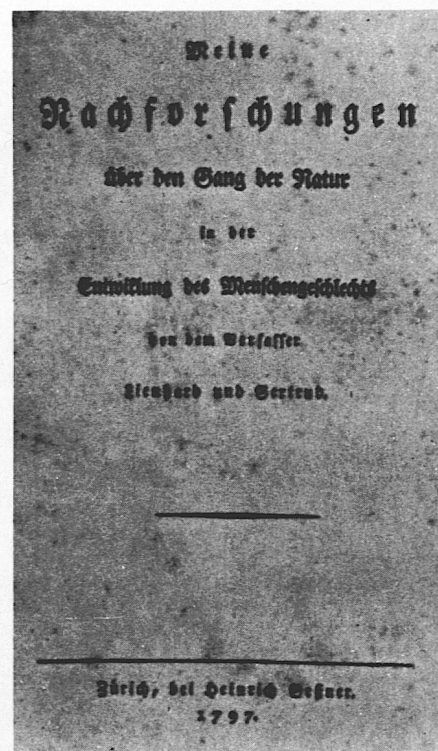 Meine
Nachforschungen
über den Gang der Natur
in der
Entwiklung des Menschengeschlechts
von dem Verfasser
Lienhard und Gertrud.
Zürich, bei Heinrich Geßner.
1797.